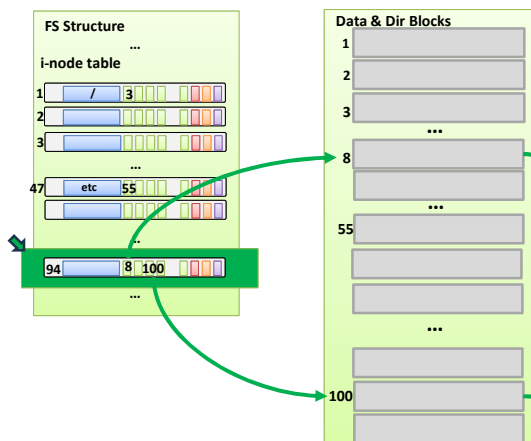 FS Structure
...
i-node table
1 / 3
2
3
...
47 etc 55
..
94 8 100
...
Data & Dir Blocks
1
2
3
...
8
...
55
...
100